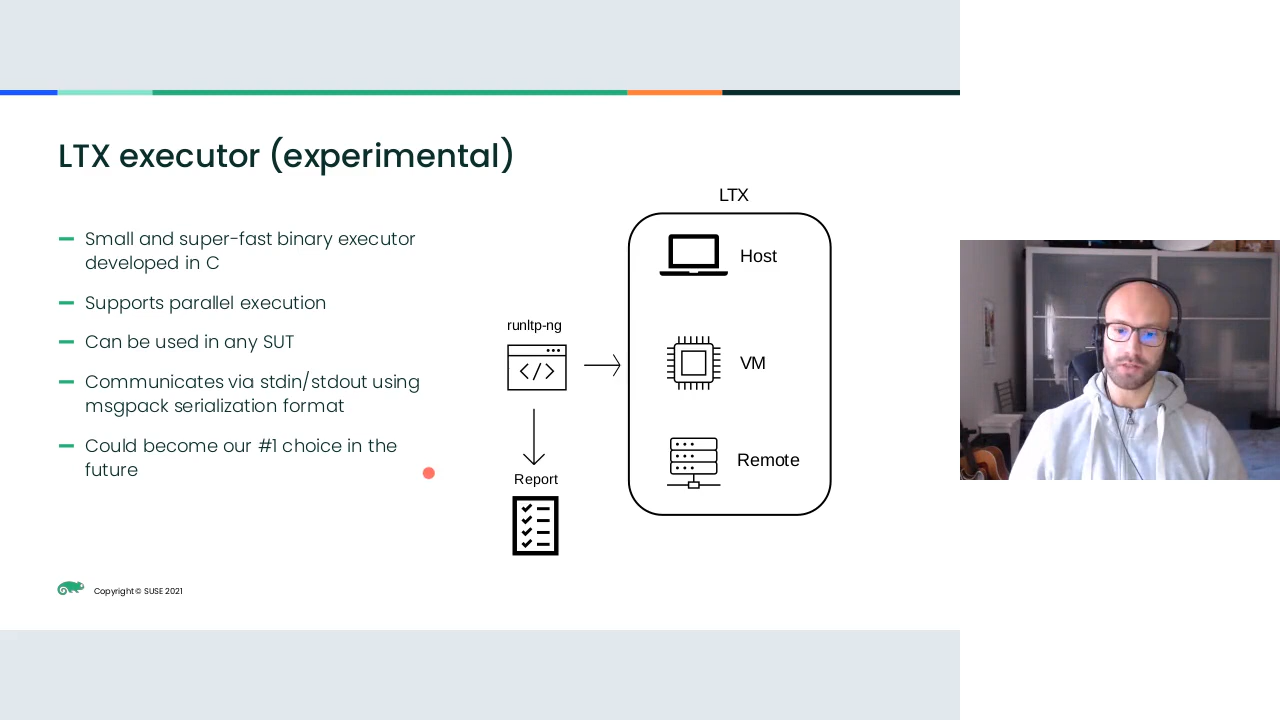 LTX executor (experimental)
Small and super-fast binary executor
developed in C
Supports parallel execution
Can be used in any SUT
Communicates via stdin/stdout using
msgpack serialization format
Could become our #1 choice in the
future
LTX
Host
runltp-ng
</>
VM
Remote
Report
Copyright © SUSE 2021